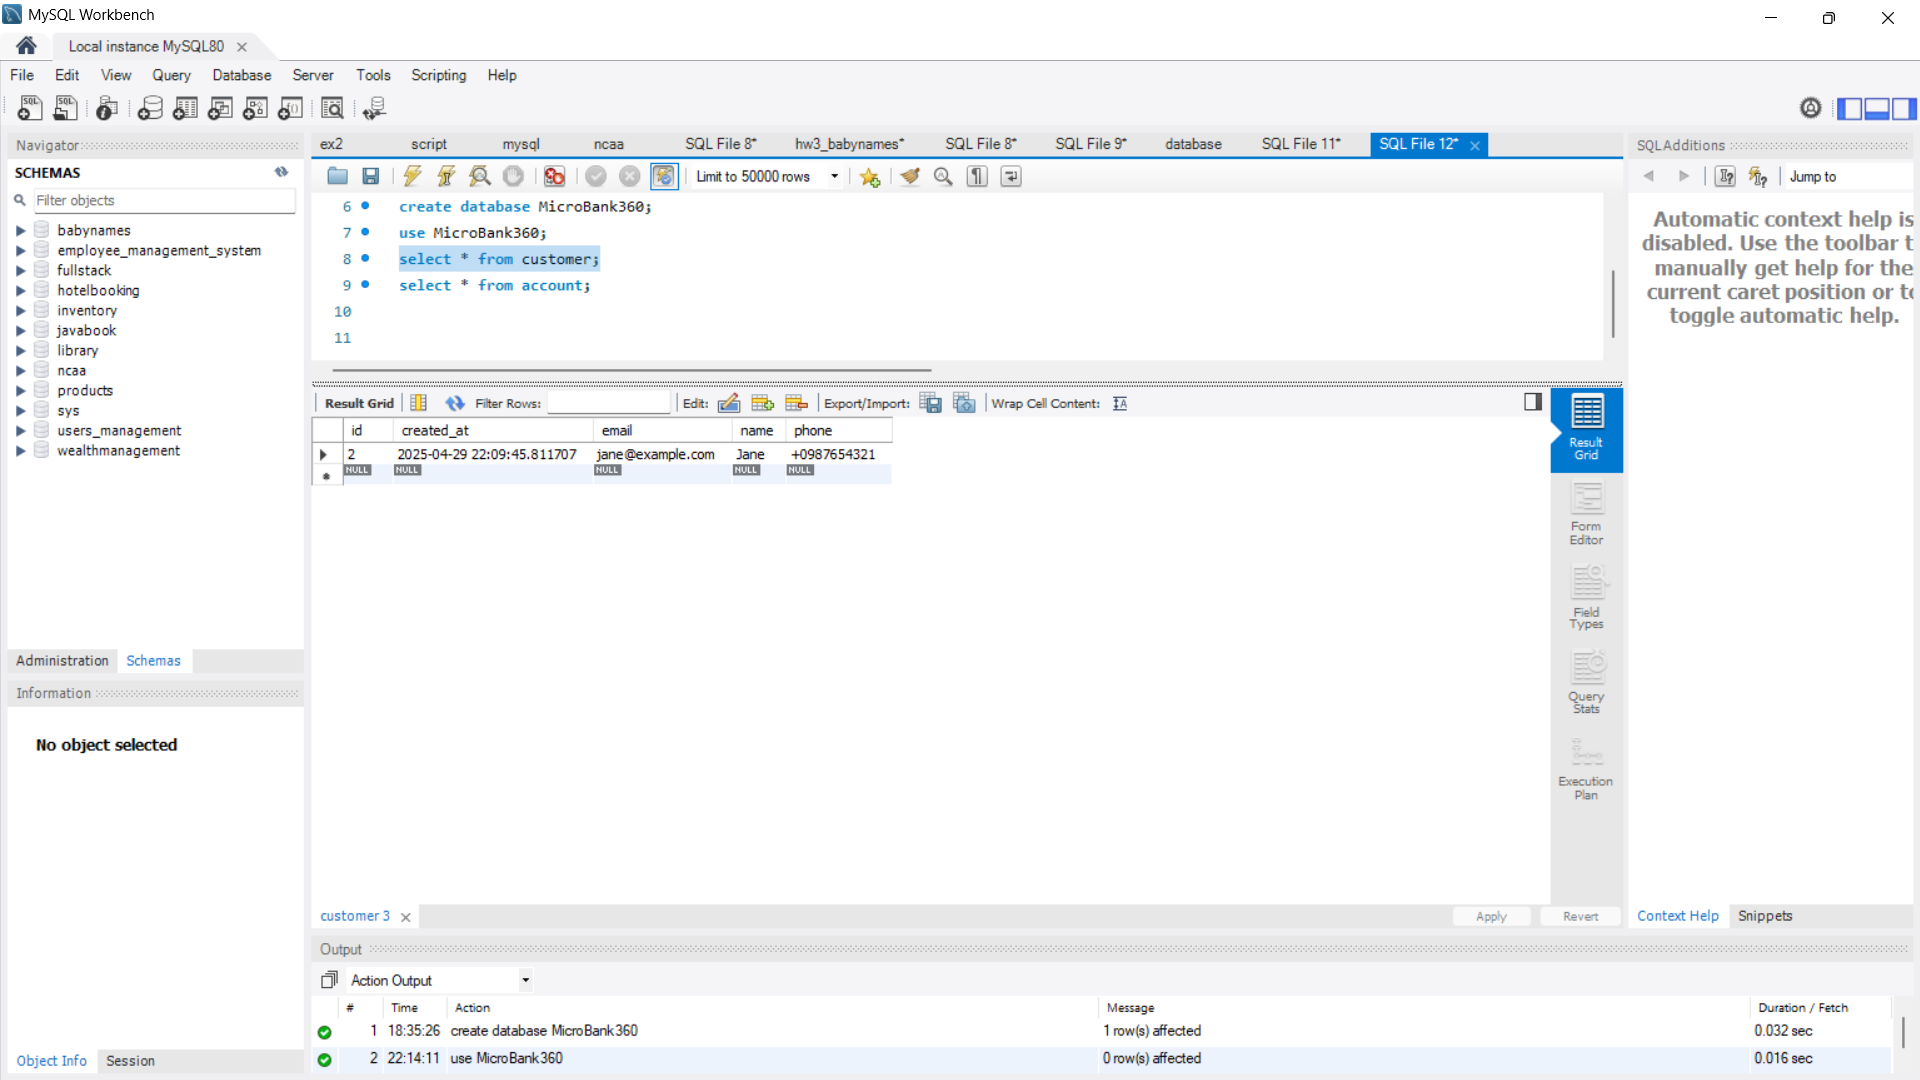 MySQL Workbench
Local instance MySQL80
File Edit View Query Database Server Tools Scripting Help
Navigator
SCHEMAS
Filter objects
babynames
employee_management_system
fullstack
hotelbooking
inventory
javabook
library
ncaa
products
sys
users_management
wealthmanagement
Administration Schemas
Information
No object selected
Object Info Session
ex2 script mysql ncaa SQL File 8* hw3_babynames* SQL File 8* SQL File 9* database SQL File 11* SQL File 12*
Limit to 50000 rows
6 create database MicroBank360;
7 use MicroBank360;
8 select * from customer;
9 select * from account;
10
11
Result Grid Filter Rows: Edit: Export/Import: Wrap Cell Content:
id created_at email name phone
2 2025-04-29 22:09:45.811707 jane@example.com Jane +0987654321
NULL NULL NULL NULL NULL
Result
Grid
Form
Editor
Field
Types
Query
Stats
Execution
Plan
customer 3
Apply Revert
Output
Action Output
# Time Action Message Duration / Fetch
1 18:35:26 create database MicroBank360 1 row(s) affected 0.032 sec
2 22:14:11 use MicroBank360 0 row(s) affected 0.016 sec
SQLAdditions
Jump to
Automatic context help is
disabled. Use the toolbar t
manually get help for the
current caret position or to
toggle automatic help.
Context Help Snippets